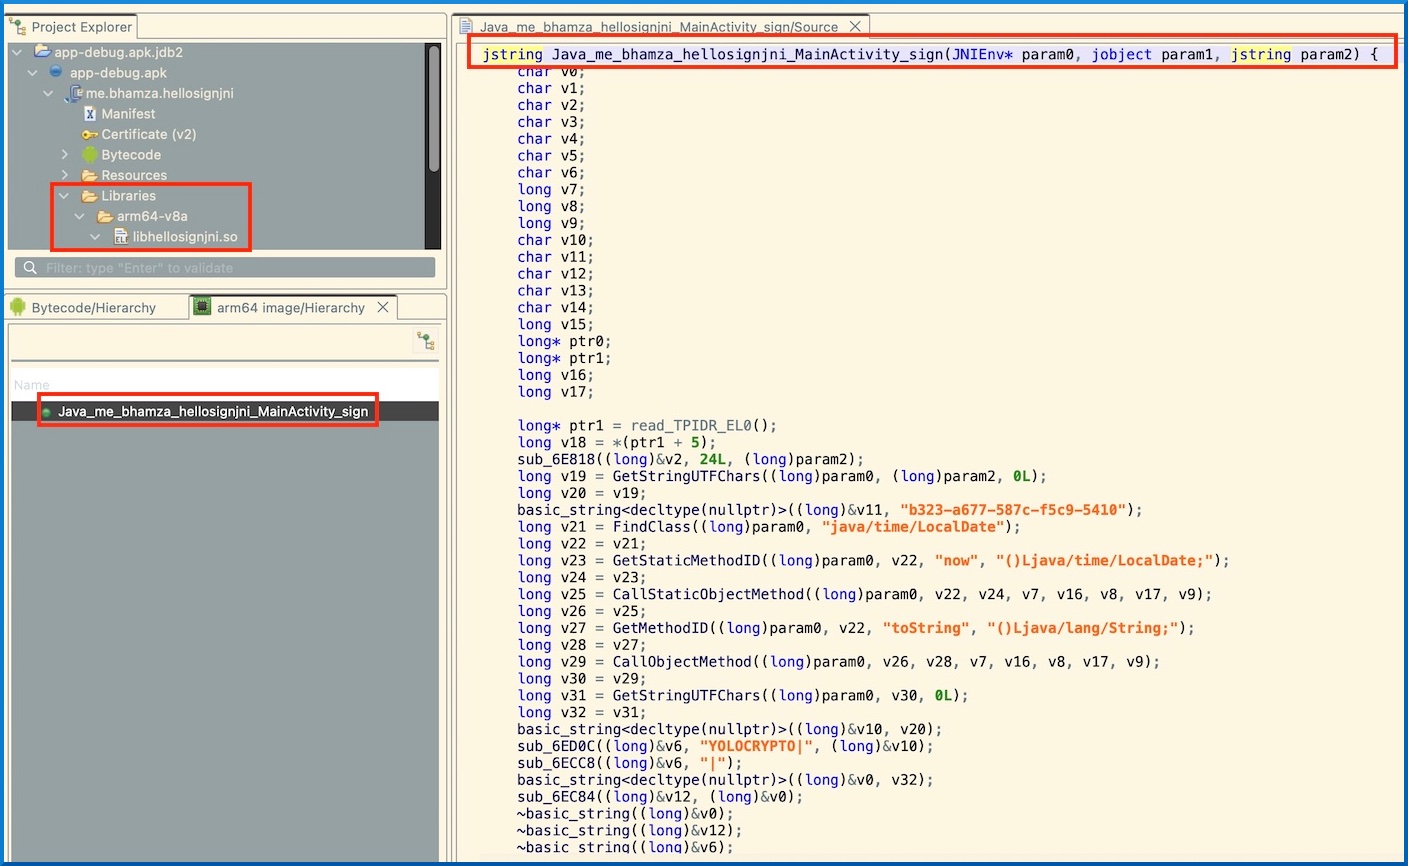 Project Explorer
app-debug.apk.jdb2
app-debug.apk
me.bhamza.hellosignjni
Manifest
Certificate (v2)
Bytecode
Resources
Libraries
arm64-v8a
libhellosignjni.so
Filter: type "Enter" to validate
Bytecode/Hierarchy
arm64 image/Hierarchy
Name
Java_me_bhamza_hellosignjni_MainActivity_sign
Java_me_bhamza_hellosignjni_MainActivity_sign/Source
jstring Java_me_bhamza_hellosignjni_MainActivity_sign(JNIEnv* param0, jobject param1, jstring param2) {
char v0;
char v1;
char v2;
char v3;
char v4;
char v5;
char v6;
long v7;
long v8;
long v9;
char v10;
char v11;
char v12;
char v13;
char v14;
long v15;
long* ptr0;
long* ptr1;
long v16;
long v17;
long* ptr1 = read_TPIDR_EL0();
long v18 = *(ptr1 + 5);
sub_6E818((long)&v2, 24L, (long)param2);
long v19 = GetStringUTFChars((long)param0, (long)param2, 0L);
long v20 = v19;
basic_string<decltype(nullptr)>((long)&v11, "b323-a677-587c-f5c9-5410");
long v21 = FindClass((long)param0, "java/time/LocalDate");
long v22 = v21;
long v23 = GetStaticMethodID((long)param0, v22, "now", "()Ljava/time/LocalDate;");
long v24 = v23;
long v25 = CallStaticObjectMethod((long)param0, v22, v24, v7, v16, v8, v17, v9);
long v26 = v25;
long v27 = GetMethodID((long)param0, v22, "toString", "()Ljava/lang/String;");
long v28 = v27;
long v29 = CallObjectMethod((long)param0, v26, v28, v7, v16, v8, v17, v9);
long v30 = v29;
long v31 = GetStringUTFChars((long)param0, v30, 0L);
long v32 = v31;
basic_string<decltype(nullptr)>((long)&v10, v20);
sub_6ED0C((long)&v6, "YOLOCRYPTO|", (long)&v10);
sub_6ECC8((long)&v6, "|");
basic_string<decltype(nullptr)>((long)&v0, v32);
sub_6EC84((long)&v12, (long)&v0);
~basic_string((long)&v0);
~basic_string((long)&v12);
~basic_string((long)&v6);